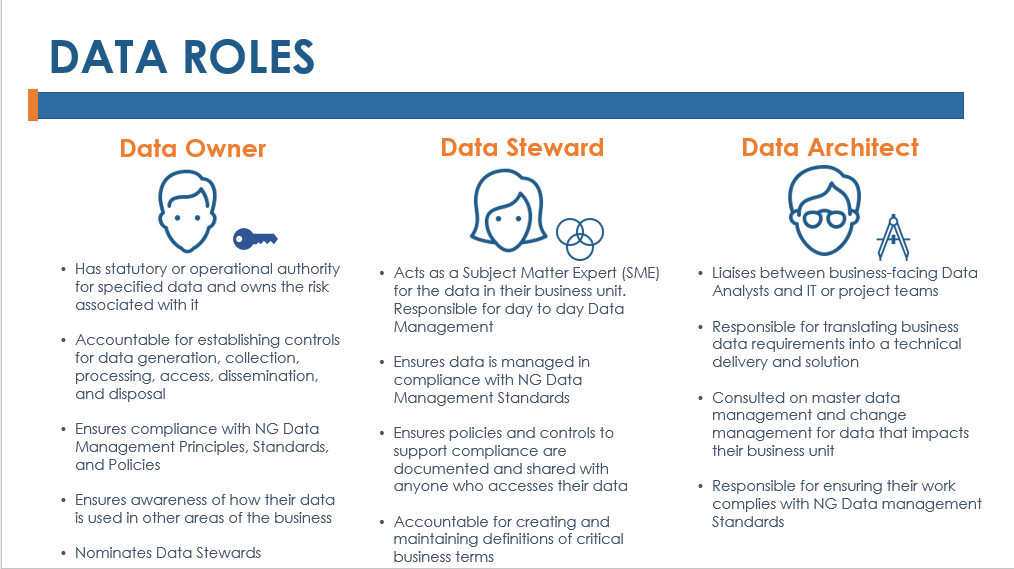 DATA ROLES
Data Owner
• Has statutory or operational authority
for specified data and owns the risk
associated with it
• Accountable for establishing controls
for data generation, collection,
processing, access, dissemination,
and disposal
• Ensures compliance with NG Data
Management Principles, Standards,
and Policies
• Ensures awareness of how their data
is used in other areas of the business
• Nominates Data Stewards
Data Steward
• Acts as a Subject Matter Expert (SME)
for the data in their business unit.
Responsible for day to day Data
Management
• Ensures data is managed in
compliance with NG Data
Management Standards
• Ensures policies and controls to
support compliance are
documented and shared with
anyone who accesses their data
• Accountable for creating and
maintaining definitions of critical
business terms
Data Architect
• Liaises between business-facing Data
Analysts and IT or project teams
• Responsible for translating business
data requirements into a technical
delivery and solution
• Consulted on master data
management and change
management for data that impacts
their business unit
• Responsible for ensuring their work
complies with NG Data management
Standards